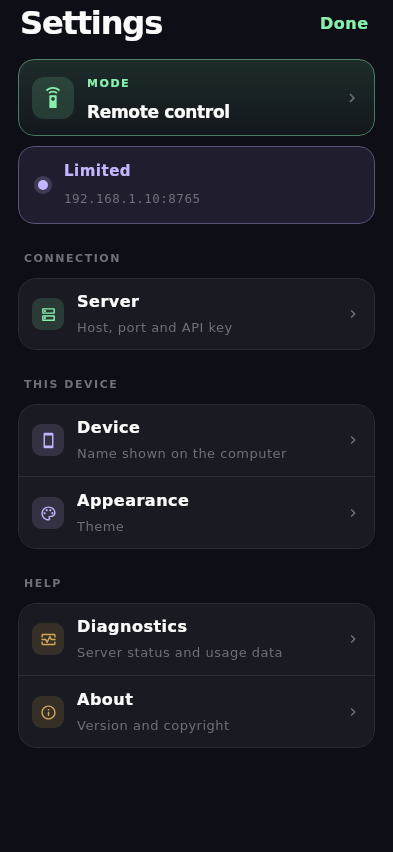 Settings
Done
MODE
Remote control
Limited
192.168.1.10:8765
CONNECTION
Server
Host, port and API key
THIS DEVICE
Device
Name shown on the computer
Appearance
Theme
HELP
Diagnostics
Server status and usage data
About
Version and copyright